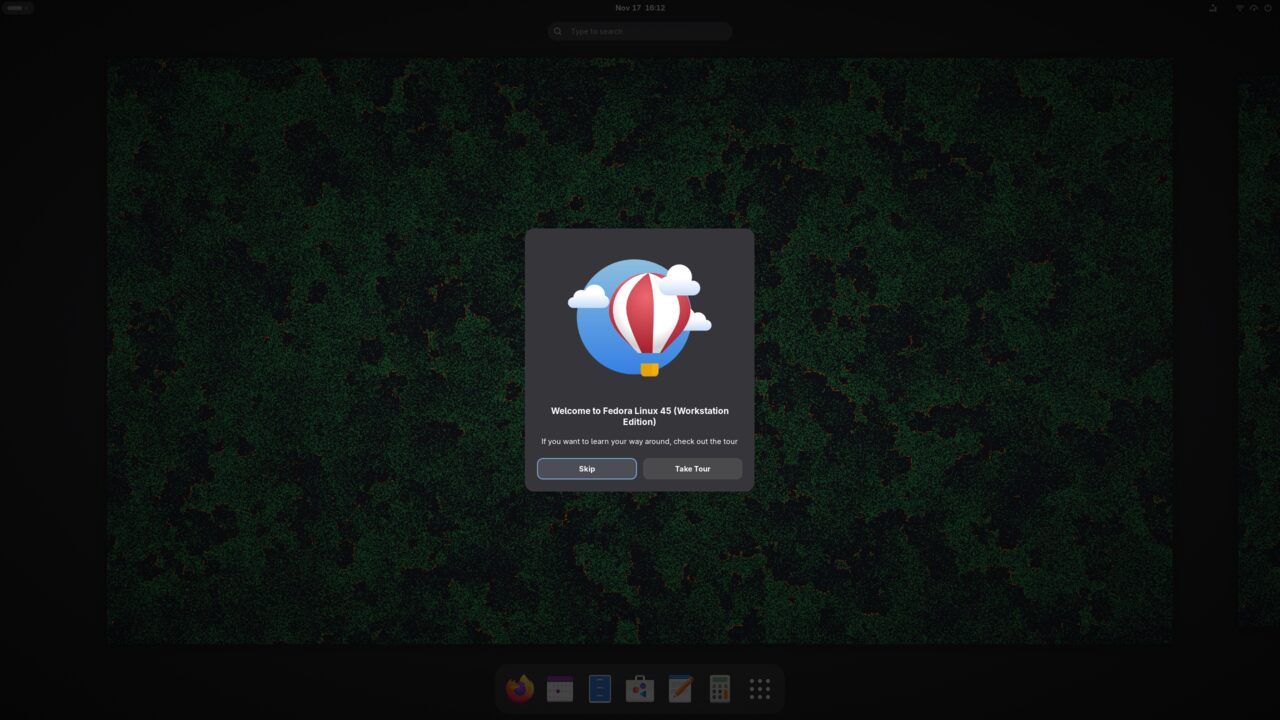 Nov 17 16:12
Type to search
Welcome to Fedora Linux 45 (Workstation
Edition)
If you want to learn your way around, check out the tour
Skip
Take Tour